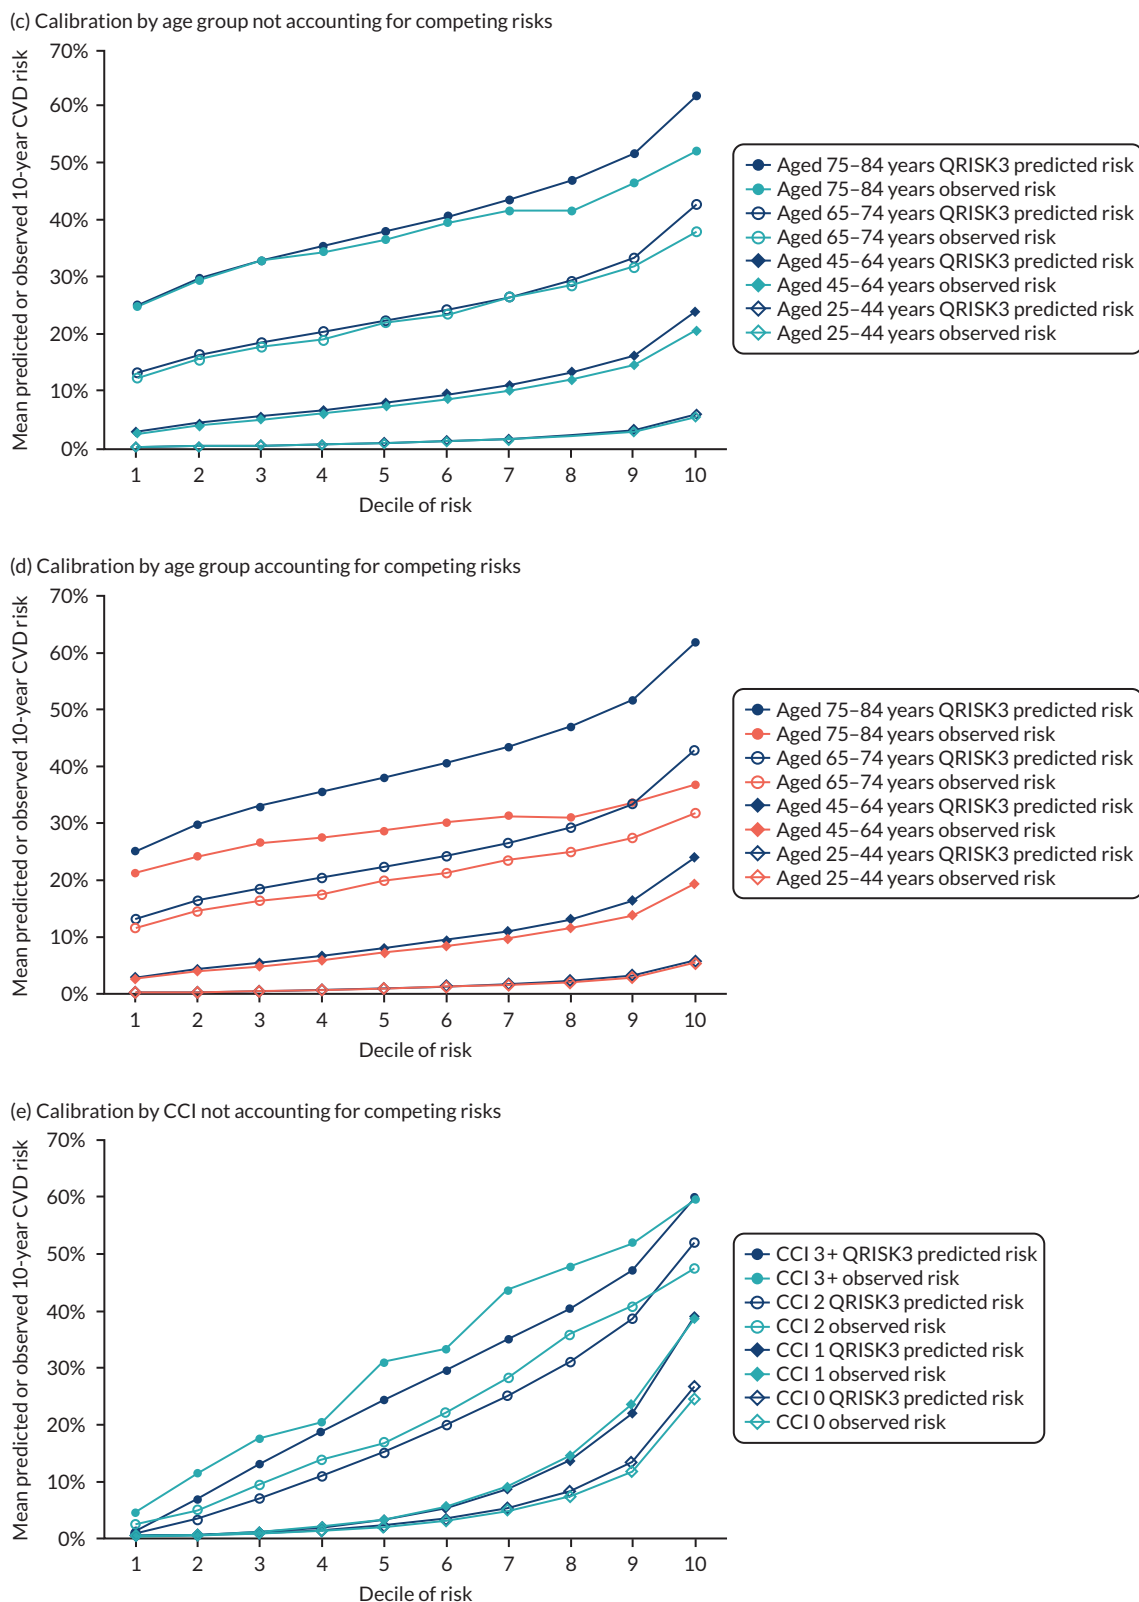 (c) Calibration by age group not accounting for competing risks
Mean predicted or observed 10-year CVD risk
70%
60%
50%
40%
30%
20%
10%
0%
1 2 3 4 5 6 7 8 9 10
Decile of risk
Aged 75–84 years QRISK3 predicted risk
Aged 75–84 years observed risk
Aged 65–74 years QRISK3 predicted risk
Aged 65–74 years observed risk
Aged 45–64 years QRISK3 predicted risk
Aged 45–64 years observed risk
Aged 25–44 years QRISK3 predicted risk
Aged 25–44 years observed risk
(d) Calibration by age group accounting for competing risks
Mean predicted or observed 10-year CVD risk
70%
60%
50%
40%
30%
20%
10%
0%
1 2 3 4 5 6 7 8 9 10
Decile of risk
Aged 75–84 years QRISK3 predicted risk
Aged 75–84 years observed risk
Aged 65–74 years QRISK3 predicted risk
Aged 65–74 years observed risk
Aged 45–64 years QRISK3 predicted risk
Aged 45–64 years observed risk
Aged 25–44 years QRISK3 predicted risk
Aged 25–44 years observed risk
(e) Calibration by CCI not accounting for competing risks
Mean predicted or observed 10-year CVD risk
70%
60%
50%
40%
30%
20%
10%
0%
1 2 3 4 5 6 7 8 9 10
Decile of risk
CCI 3+ QRISK3 predicted risk
CCI 3+ observed risk
CCI 2 QRISK3 predicted risk
CCI 2 observed risk
CCI 1 QRISK3 predicted risk
CCI 1 observed risk
CCI 0 QRISK3 predicted risk
CCI 0 observed risk